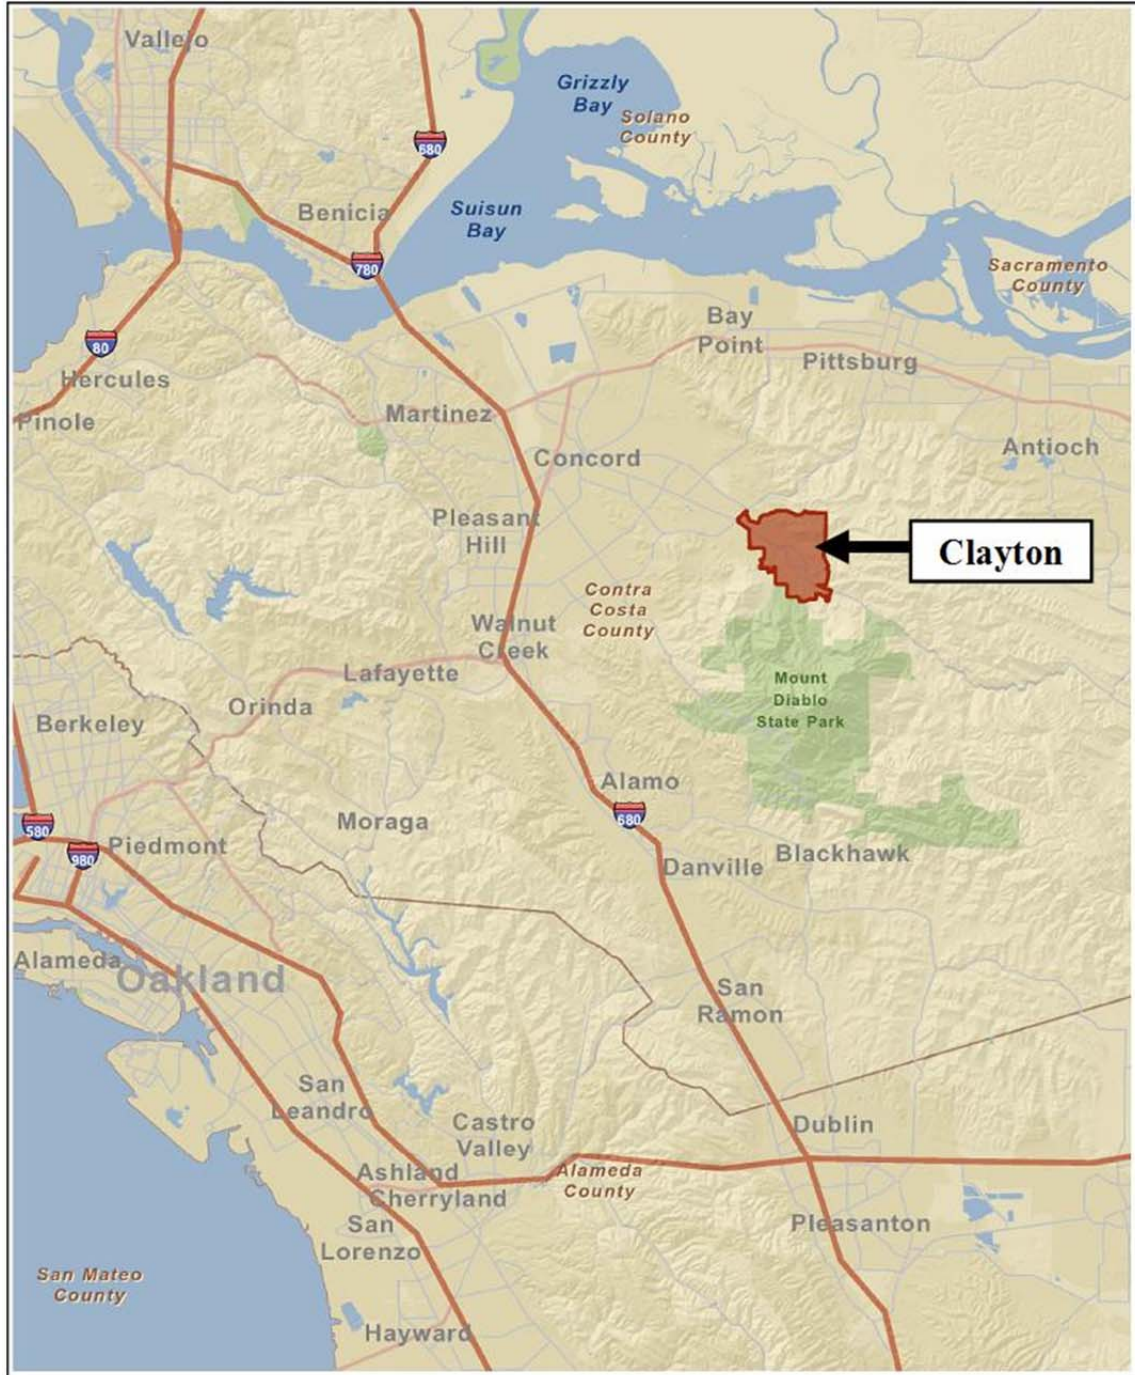 Vallejo
Grizzly
Bay
Solano
County
680
Benicia
Suisun
Bay
780
Sacramento
County
80
Bay
Point
Pittsburg
Hercules
Pinole
Martinez
Antioch
Concord
Pleasant
Hill
Clayton
Contra
Costa
County
Walnut
Creek
Lafayette
Mount
Diablo
State Park
Orinda
Berkeley
Alamo
680
Moraga
580
980
Piedmont
Blackhawk
Danville
Alameda
Oakland
San
Ramon
San
Leandro
Castro
Valley
Dublin
Ashland
Alameda
County
Cherryland
San
Lorenzo
Pleasanton
San Mateo
County
Hayward